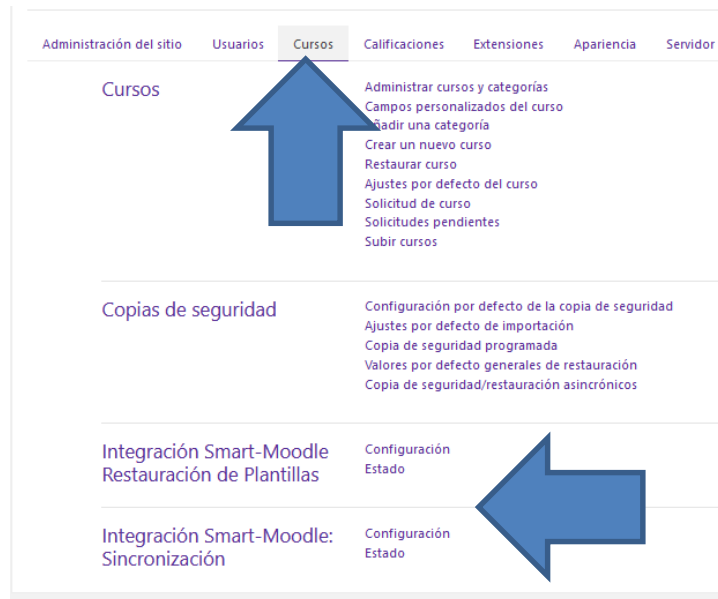 Administración del sitio Usuarios Cursos Calificaciones Extensiones Apariencia Servidor
Cursos
Administrar cursos y categorías
Campos personalizados del curso
ñadir una categoría
Crear un nuevo curso
Restaurar curso
Ajustes por defecto del curso
Solicitud de curso
Solicitudes pendientes
Subir cursos
Copias de seguridad
Configuración por defecto de la copia de seguridad
Ajustes por defecto de importación
Copia de seguridad programada
Valores por defecto generales de restauración
Copia de seguridad/restauración asincrónicos
Integración Smart-Moodle
Restauración de Plantillas
Configuración
Estado
Integración Smart-Moodle:
Sincronización
Configuración
Estado